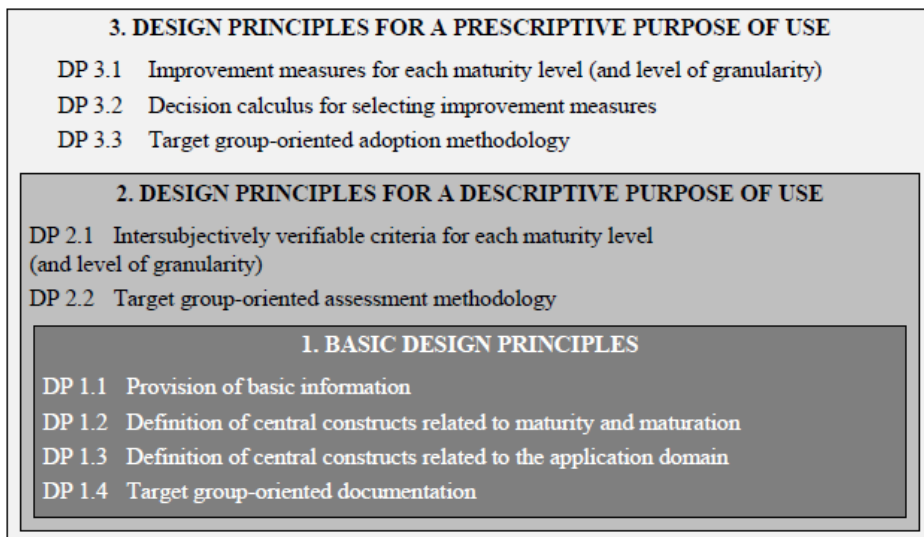 3. DESIGN PRINCIPLES FOR A PRESCRIPTIVE PURPOSE OF USE
DP 3.1 Improvement measures for each maturity level (and level of granularity)
DP 3.2 Decision calculus for selecting improvement measures
DP 3.3 Target group-oriented adoption methodology
2. DESIGN PRINCIPLES FOR A DESCRIPTIVE PURPOSE OF USE
DP 2.1 Intersubjectively verifiable criteria for each maturity level
(and level of granularity)
DP 2.2 Target group-oriented assessment methodology
1. BASIC DESIGN PRINCIPLES
DP 1.1 Provision of basic information
DP 1.2 Definition of central constructs related to maturity and maturation
DP 1.3 Definition of central constructs related to the application domain
DP 1.4 Target group-oriented documentation